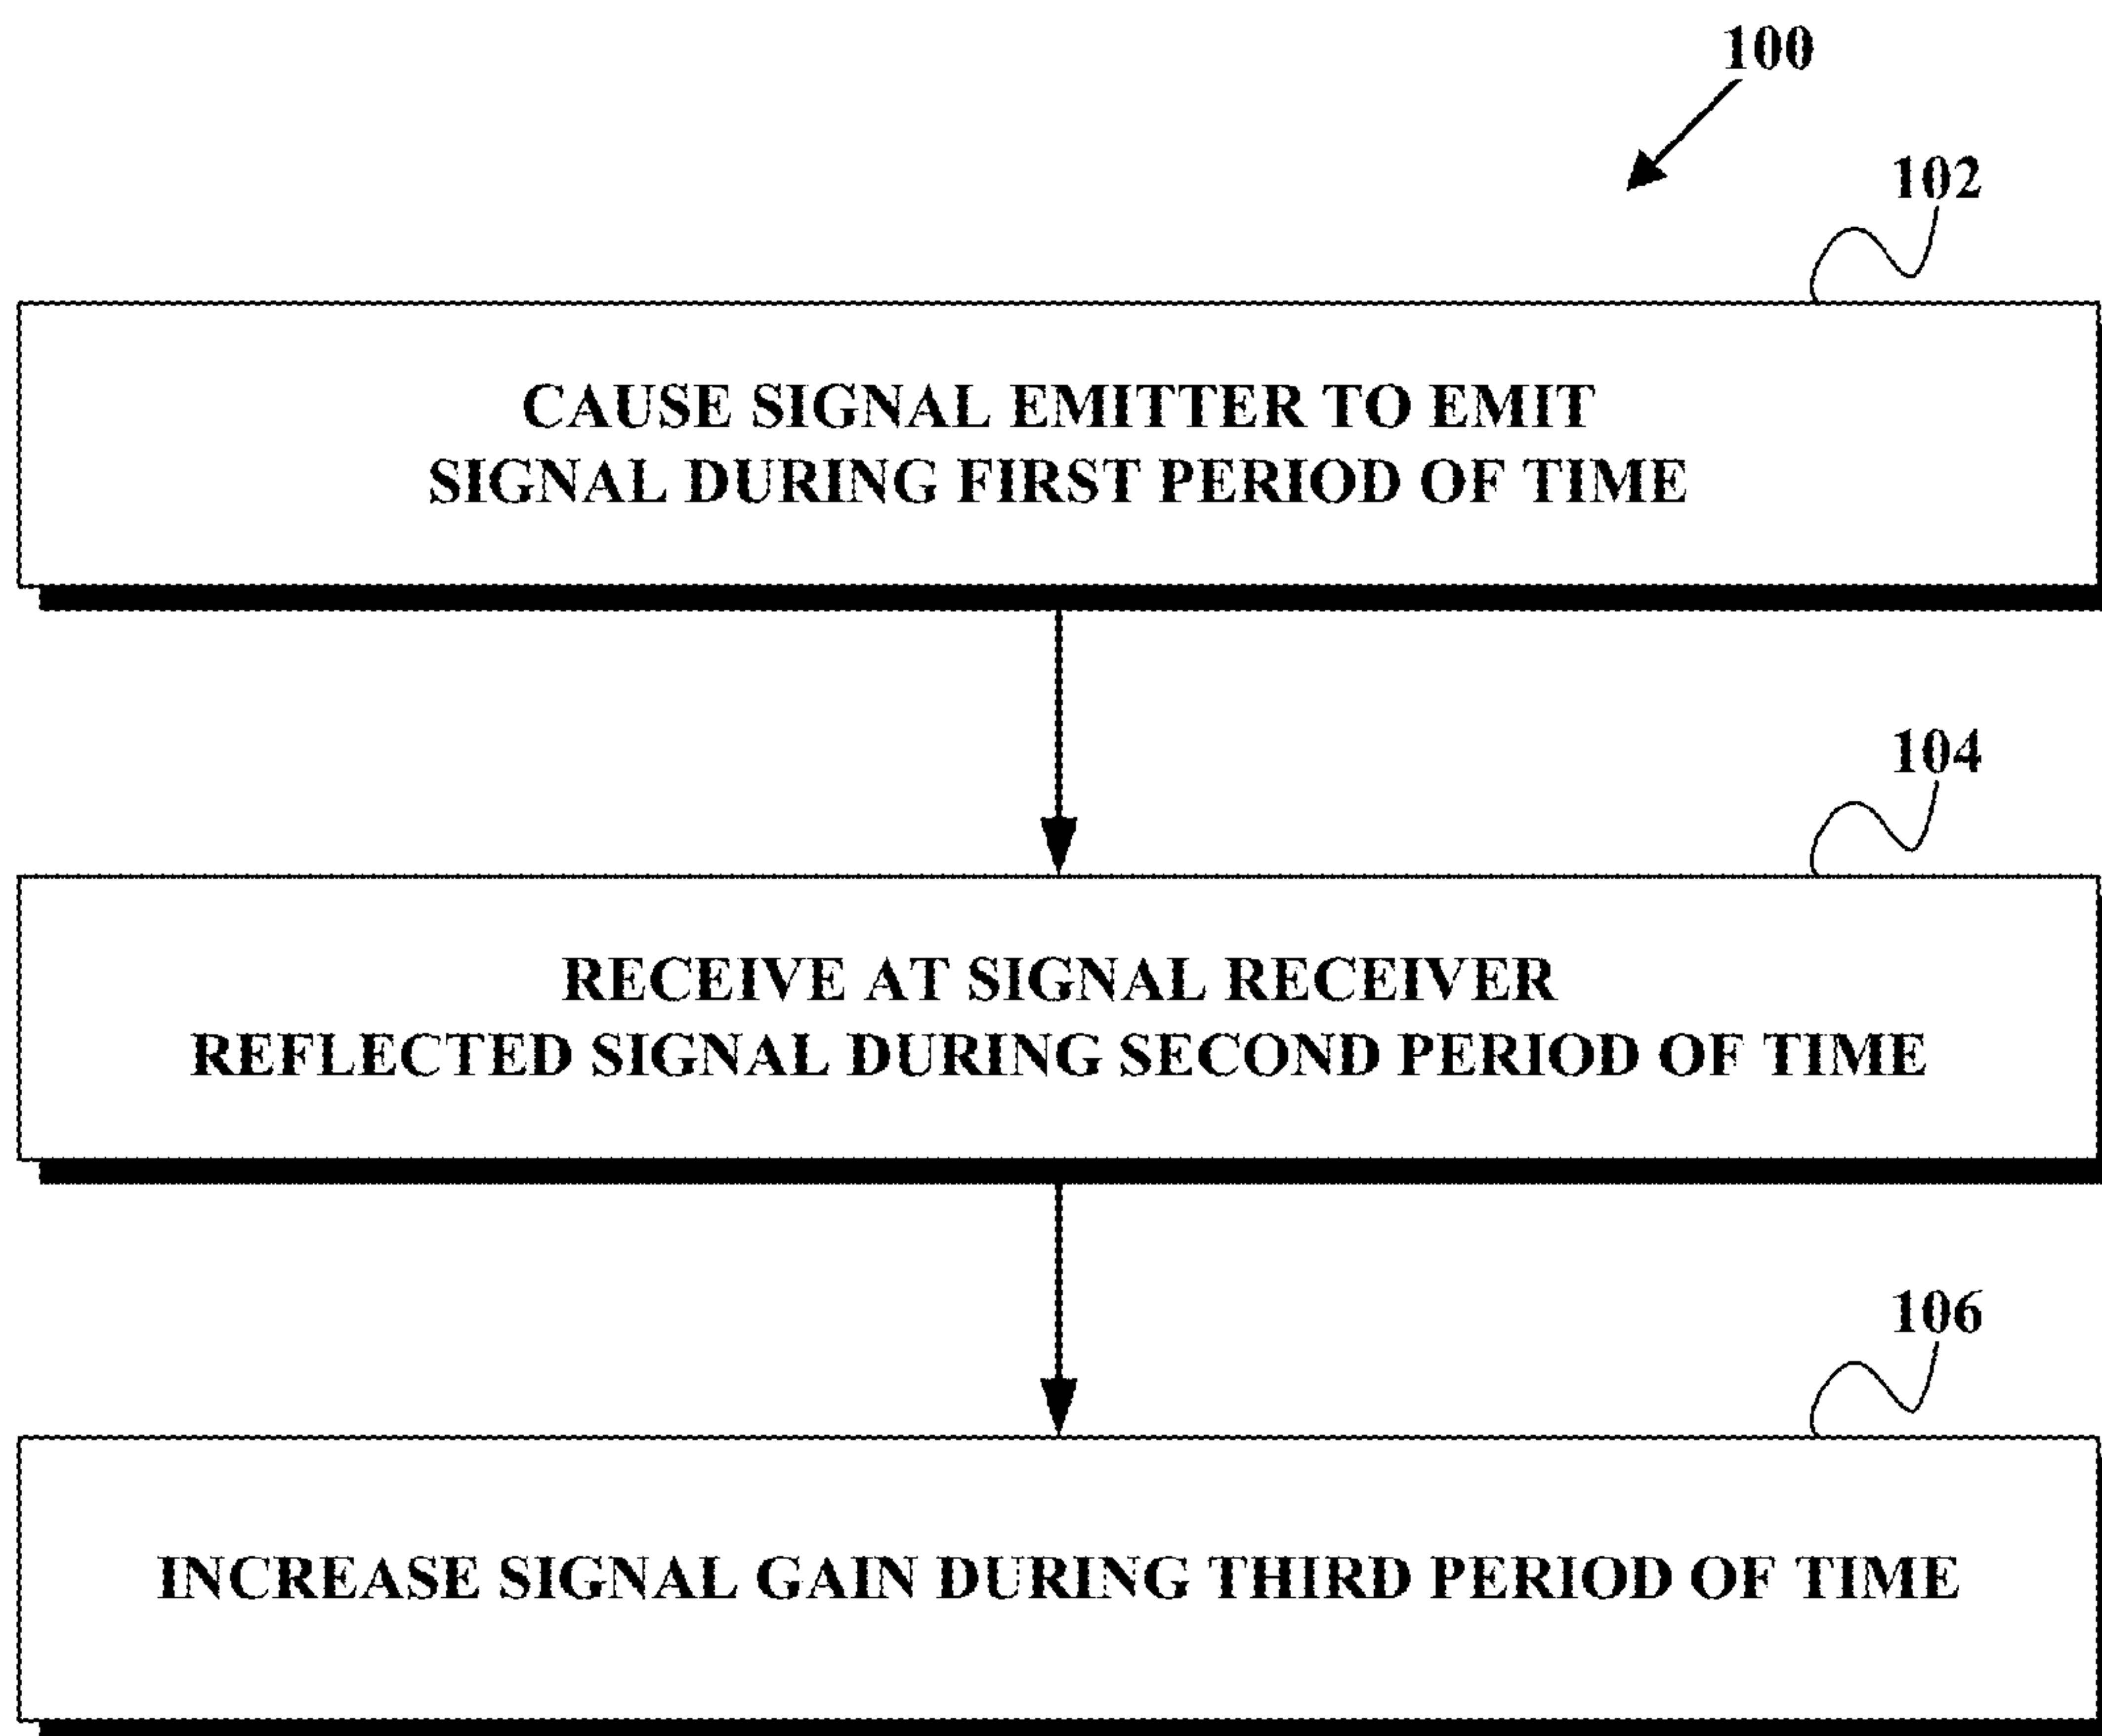 100
102
CAUSE SIGNAL EMITTER TO EMIT
SIGNAL DURING FIRST PERIOD OF TIME
104
RECEIVE AT SIGNAL RECEIVER
REFLECTED SIGNAL DURING SECOND PERIOD OF TIME
106
INCREASE SIGNAL GAIN DURING THIRD PERIOD OF TIME